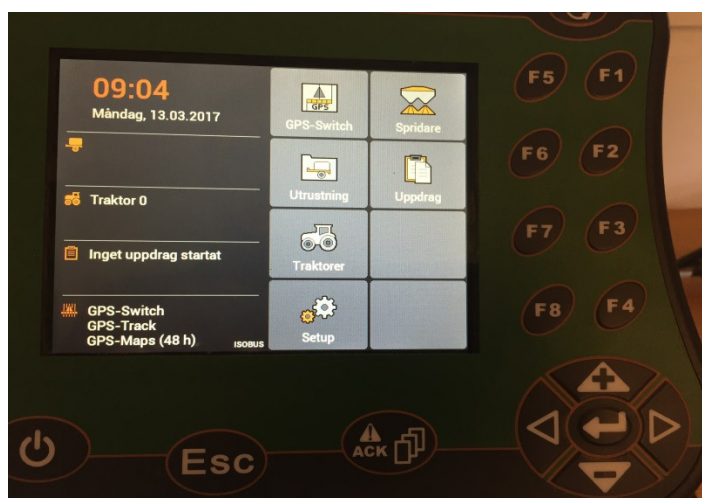 09:04
Måndag, 13.03.2017
Traktor 0
Inget uppdrag startat
GPS-Switch
GPS-Track
GPS-Maps (48 h)
ISOBUS
GPS
GPS-Switch
Spridare
Utrustning
Uppdrag
Traktorer
Setup
F5
F1
F6
F2
F7
F3
F8
F4
Esc
ACK